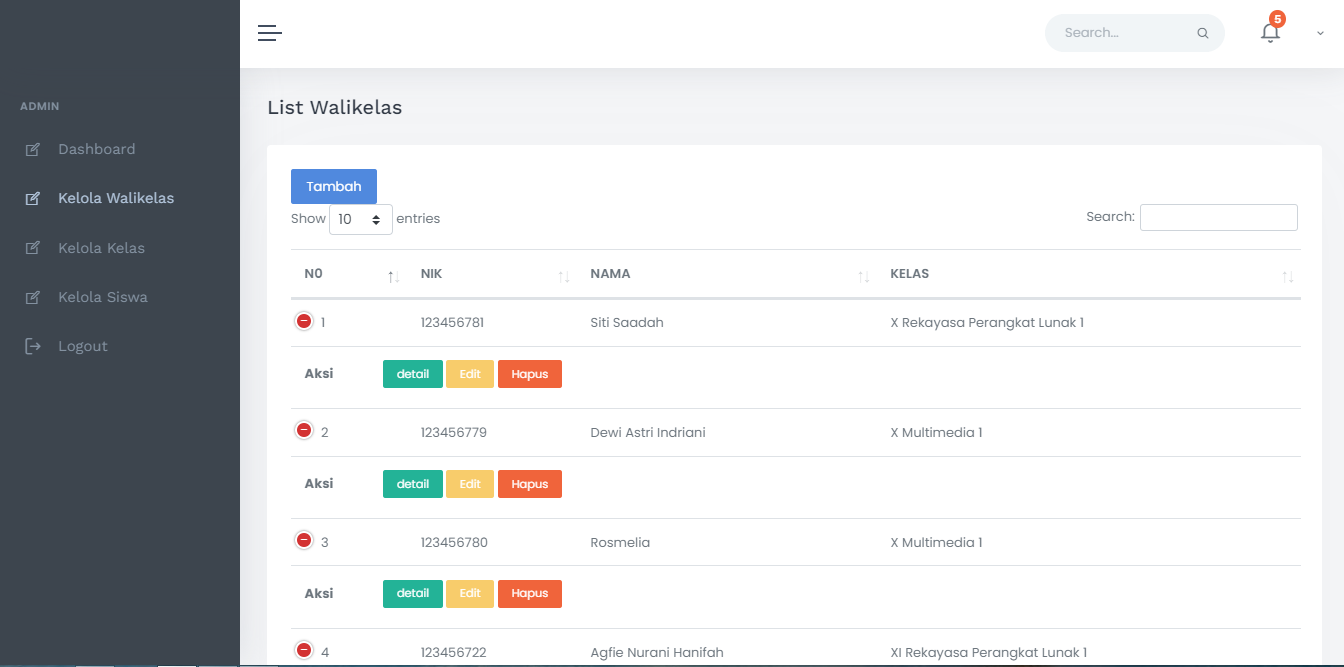 Search...
5
ADMIN
Dashboard
Kelola Walikelas
Kelola Kelas
Kelola Siswa
Logout
List Walikelas
Tambah
Show 10 entries
Search:
N0 NIK NAMA KELAS
1 123456781 Siti Saadah X Rekayasa Perangkat Lunak 1
Aksi detail Edit Hapus
2 123456779 Dewi Astri Indriani X Multimedia 1
Aksi detail Edit Hapus
3 123456780 Rosmelia X Multimedia 1
Aksi detail Edit Hapus
4 123456722 Agfie Nurani Hanifah XI Rekayasa Perangkat Lunak 1